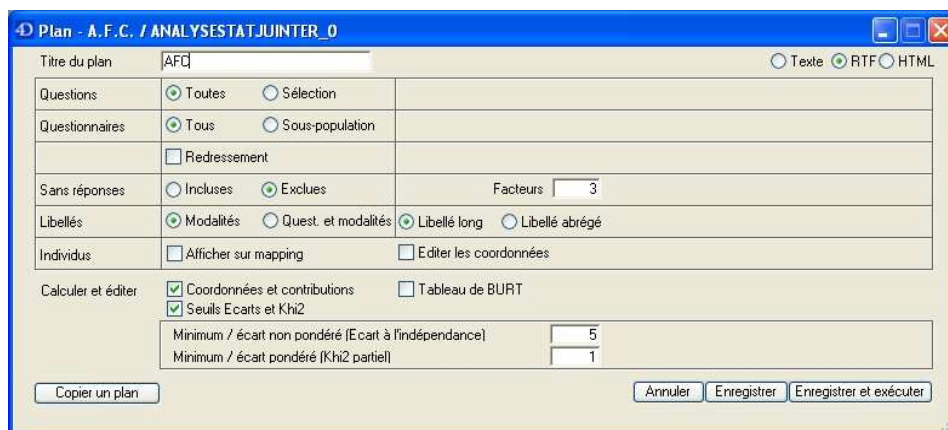 4D Plan - A.F.C. / ANALYSESTATJUINTER_0
Titre du plan AFC Texte RTF HTML
Questions Toutes Sélection
Questionnaires Tous Sous-population
Redressement
Sans réponses Incluses Exclues Facteurs 3
Libellés Modalités Quest. et modalités Libellé long Libellé abrégé
Individus Afficher sur mapping Editer les coordonnées
Calculer et éditer Coordonnées et contributions Tableau de BURT
Seuils Ecarts et Khi2
Minimum / écart non pondéré (Ecart à l'indépendance) 5
Minimum / écart pondéré (Khi2 partiel) 1
Copier un plan Annuler Enregistrer Enregistrer et exécuter